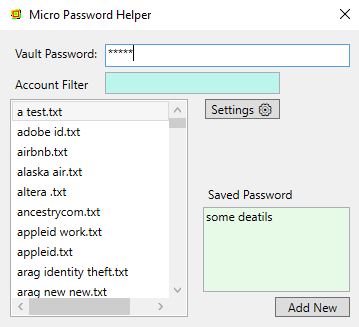 Micro Password Helper
Vault Password:
*****
Account Filter
Settings
a test.txt
adobe id.txt
airbnb.txt
alaska air.txt
altera .txt
ancestrycom.txt
appleid work.txt
appleid.txt
arag identity theft.txt
arag new new.txt
Saved Password
some deatils
Add New